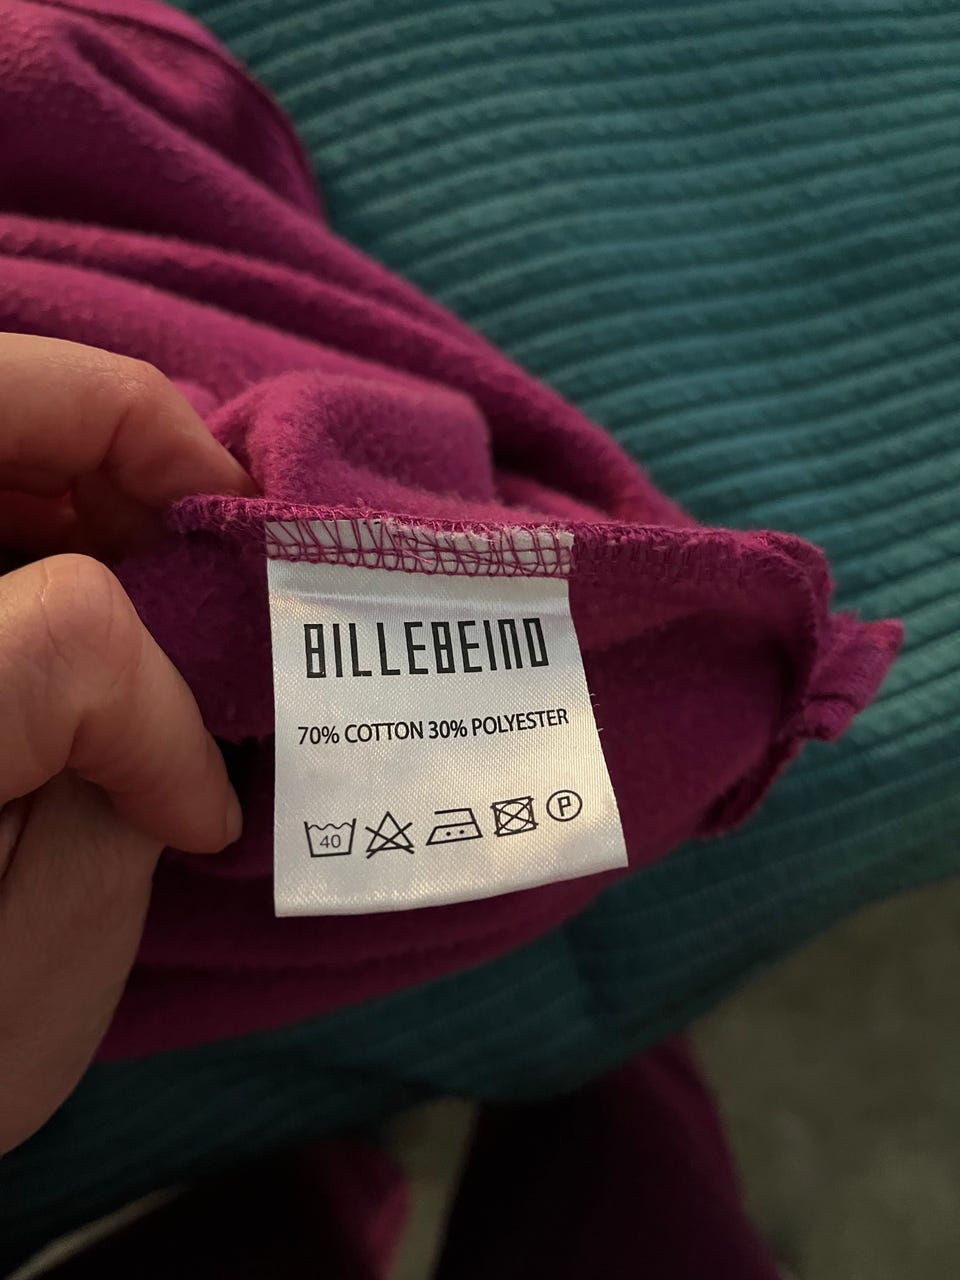 BILLEBEINO
70% COTTON 30% POLYESTER
40 P